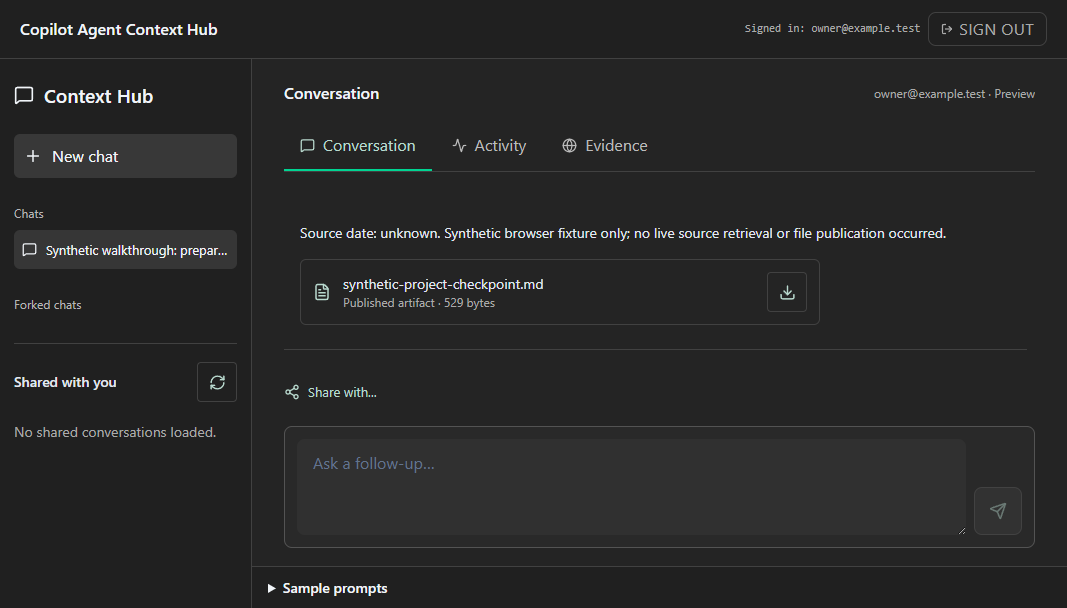 Copilot Agent Context Hub
Signed in: owner@example.test
SIGN OUT
Context Hub
New chat
Chats
Synthetic walkthrough: prepar...
Forked chats
Shared with you
No shared conversations loaded.
Conversation
owner@example.test · Preview
Conversation
Activity
Evidence
Source date: unknown. Synthetic browser fixture only; no live source retrieval or file publication occurred.
synthetic-project-checkpoint.md
Published artifact · 529 bytes
Share with...
Ask a follow-up...
Sample prompts